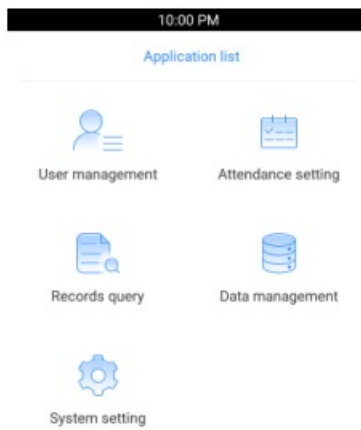 10:00 PM
Application list
User management
Attendance setting
Records query
Data management
System setting